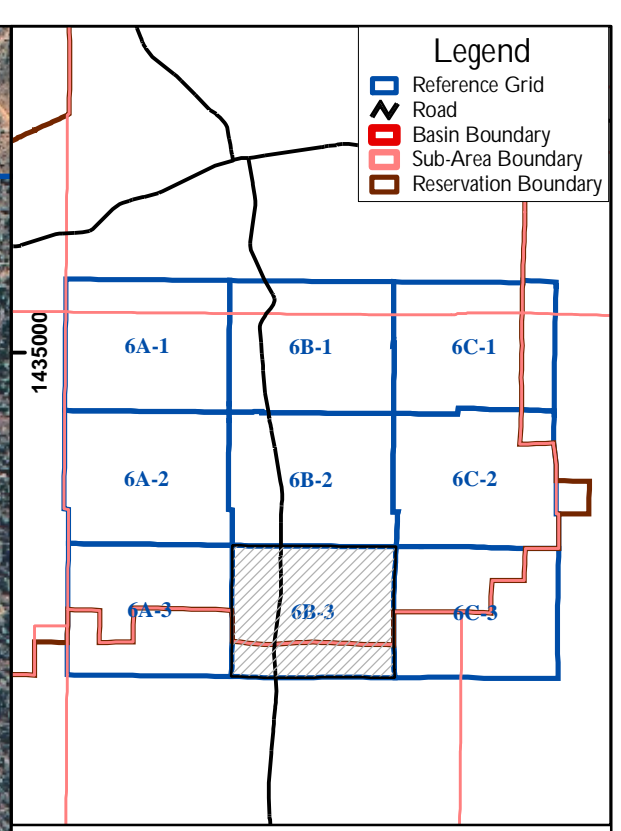 Legend
Reference Grid
Road
Basin Boundary
Sub-Area Boundary
Reservation Boundary
1435000
6A-1
6B-1
6C-1
6A-2
6B-2
6C-2
6A-3
6B-3
6C-3